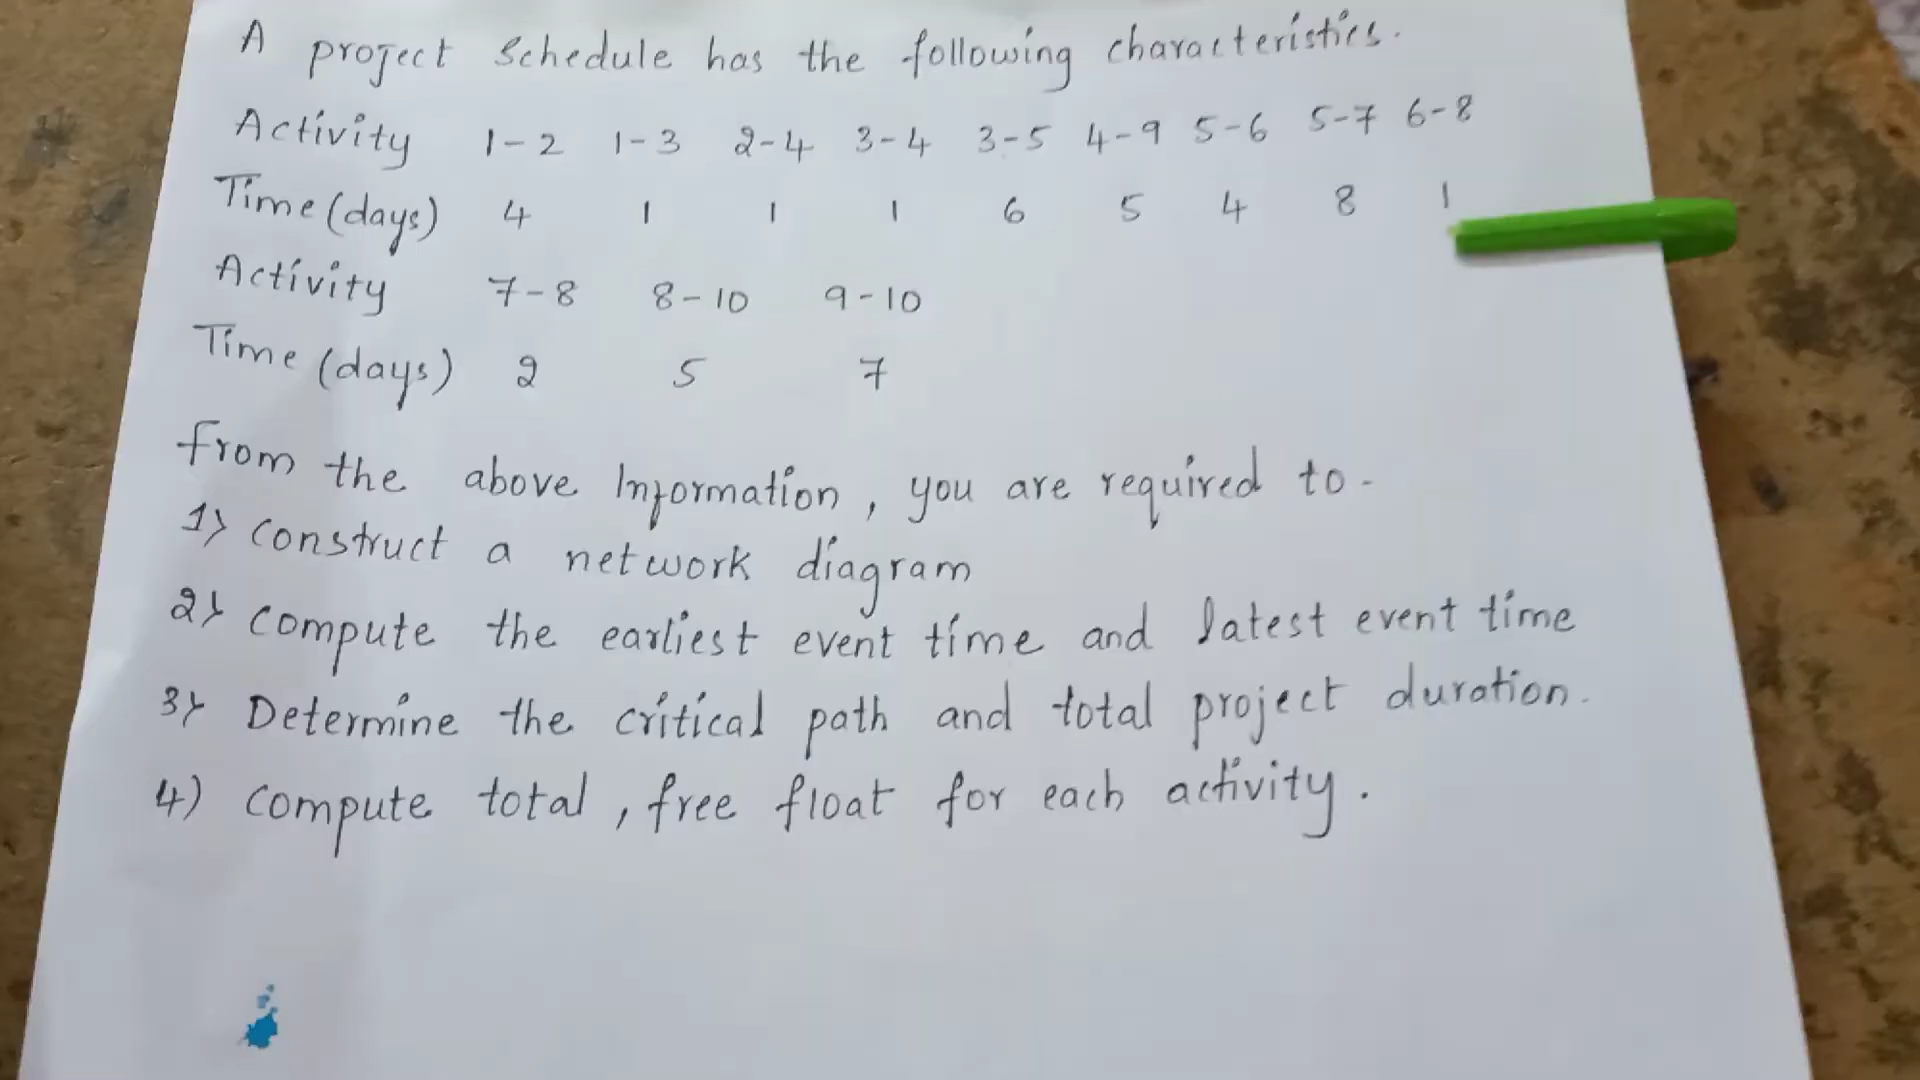 A project schedule has the following characteristics.
Activity 1-2 1-3 2-4 3-4 3-5 4-9 5-6 5-7 6-8
Time (days) 4 1 1 1 6 5 4 8 1
Activity 7-8 8-10 9-10
Time (days) 2 5 7
From the above Information, you are required to -
1) construct a network diagram
2) compute the earliest event time and latest event time
3) Determine the critical path and total project duration.
4) compute total, free float for each activity.